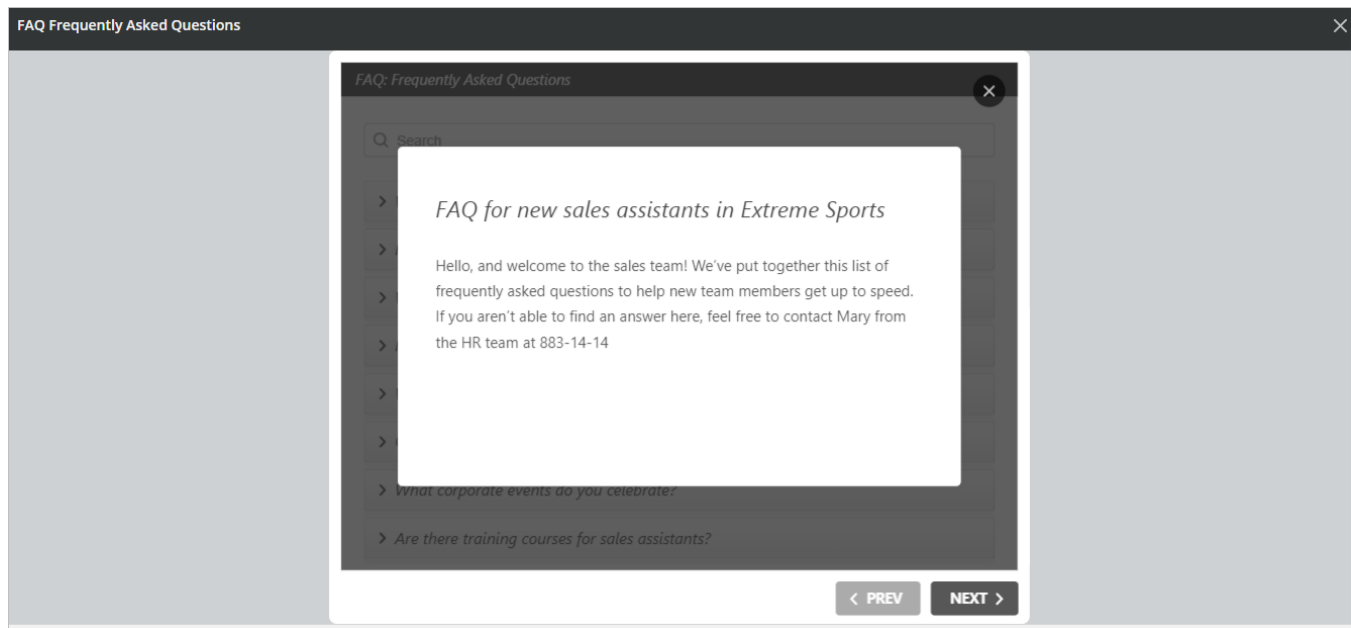 FAQ Frequently Asked Questions
FAQ: Frequently Asked Questions
Search
FAQ for new sales assistants in Extreme Sports
Hello, and welcome to the sales team! We've put together this list of
frequently asked questions to help new team members get up to speed.
If you aren't able to find an answer here, feel free to contact Mary from
the HR team at 883-14-14
What corporate events do you celebrate?
Are there training courses for sales assistants?
PREV
NEXT